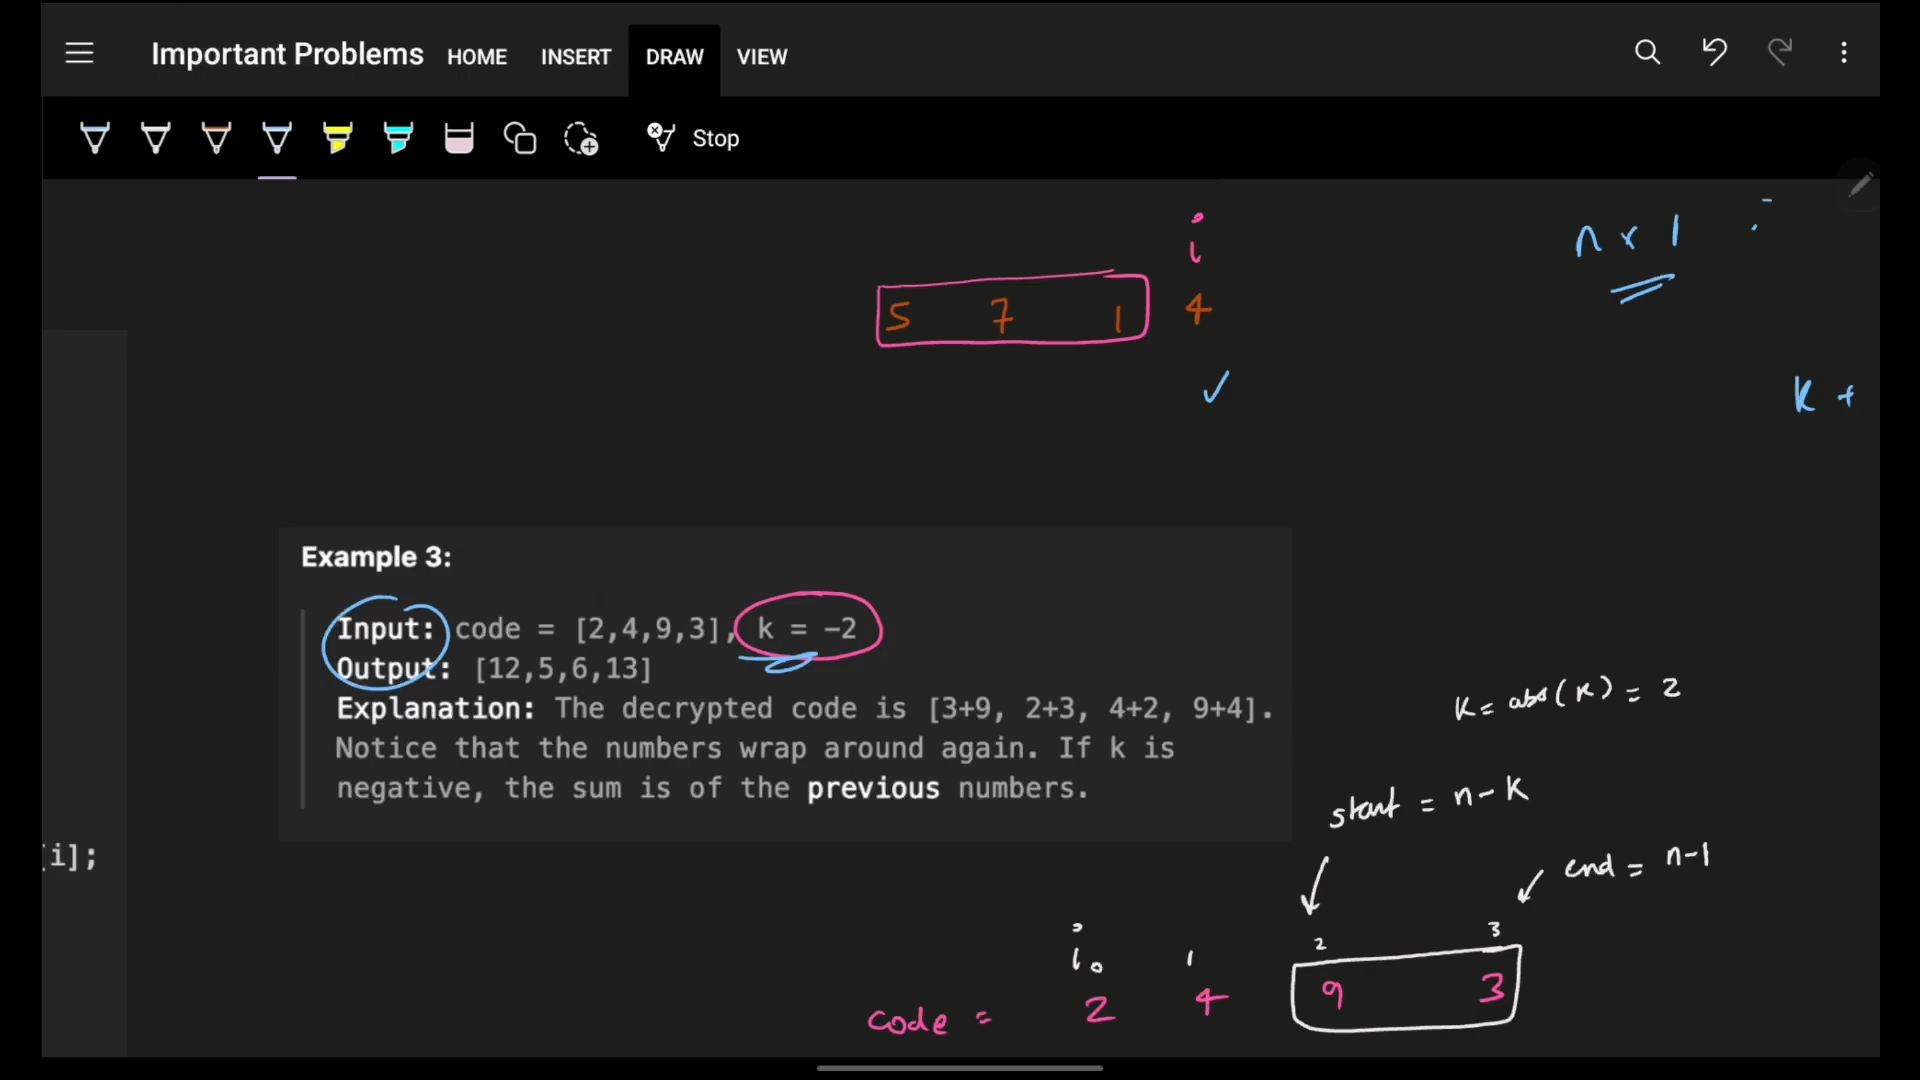 Important Problems HOME INSERT DRAW VIEW
Stop
i
n x 1
5 7 1 4
k +
Example 3:
Input: code = [2,4,9,3], k = -2
Output: [12,5,6,13]
Explanation: The decrypted code is [3+9, 2+3, 4+2, 9+4].
Notice that the numbers wrap around again. If k is
negative, the sum is of the previous numbers.
K = abs(K) = 2
start = n-K
[i];
end = n-1
i 0 1 2 3
code = 2 4 9 3